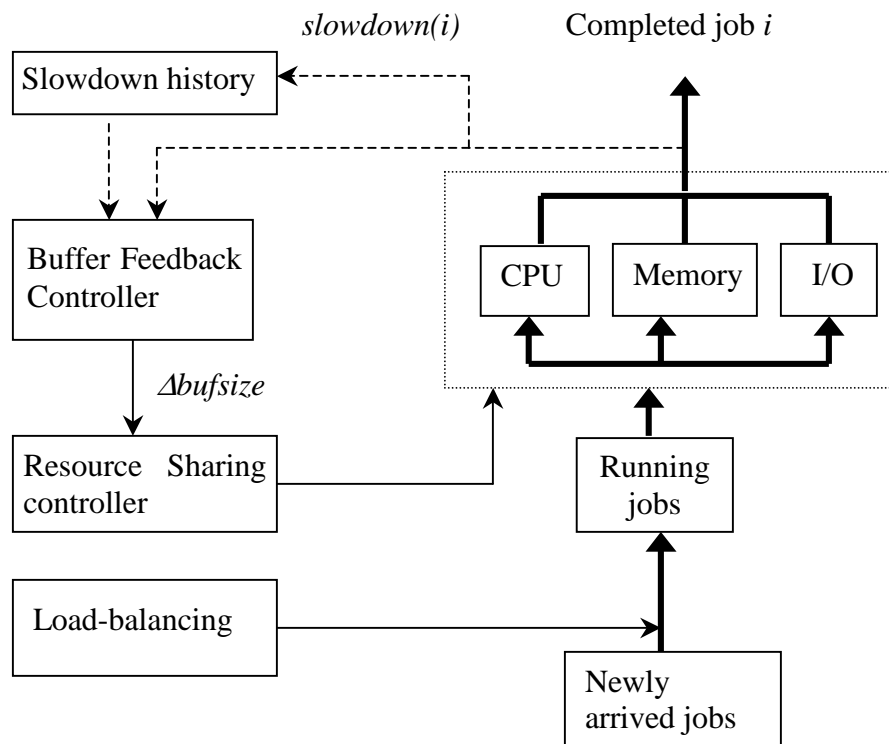 slowdown(i)
Completed job i
Slowdown history
Buffer Feedback
Controller
CPU
Memory
I/O
Δbufsize
Resource Sharing
controller
Running
jobs
Load-balancing
Newly
arrived jobs